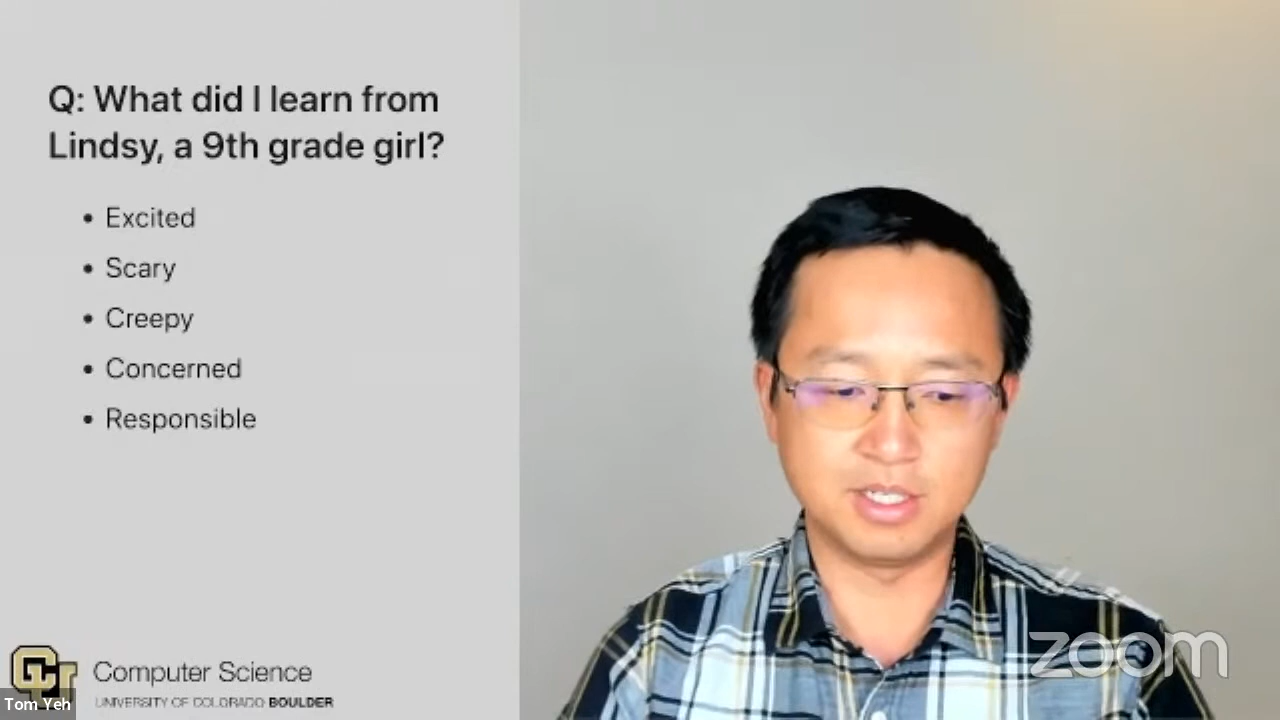 Q: What did I learn from
Lindsy, a 9th grade girl?
• Excited
• Scary
• Creepy
• Concerned
• Responsible
Computer Science
UNIVERSITY OF COLORADO BOULDER
Tom Yeh
zoom